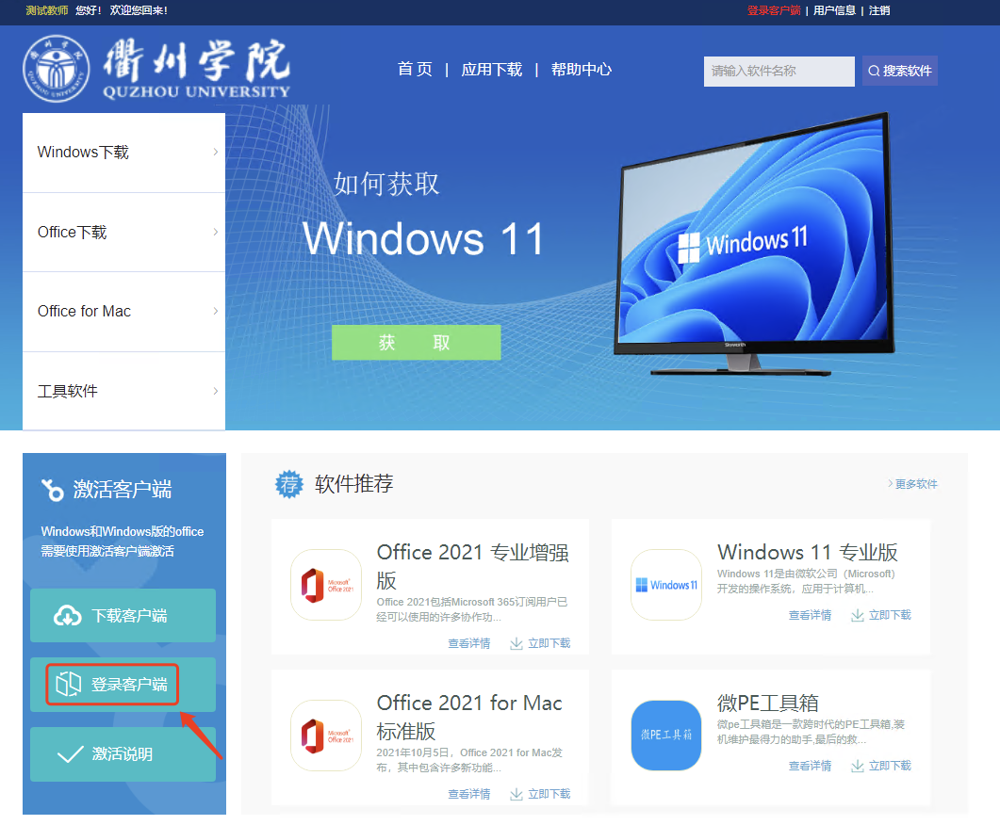 测试教师 您好！ 欢迎您回来！
登录客户端 | 用户信息 | 注销
衢州学院
QUZHOU UNIVERSITY
首 页 | 应用下载 | 帮助中心
请输入软件名称
搜索软件
Windows下载
Office下载
Office for Mac
工具软件
如何获取
Windows 11
获 取
Windows 11
Skyworth
激活客户端
Windows和Windows版的office
需要使用激活客户端激活
下载客户端
登录客户端
激活说明
荐 软件推荐
更多软件
Microsoft
Office 2021
Office 2021 专业增强
版
Office 2021包括Microsoft 365订阅用户已
经可以使用的许多协作功...
查看详情 立即下载
Windows 11
Windows 11 专业版
Windows 11是由微软公司（Microsoft)
开发的操作系统，应用于计算机...
查看详情 立即下载
Microsoft
Office 2021
Office 2021 for Mac
标准版
2021年10月5日，Office 2021 for Mac发
布，其中包含许多新功能...
查看详情 立即下载
微PE工具箱
微PE工具箱
微pe工具箱是一款跨时代的PE工具箱,装
机维护最得力的助手,最后的救...
查看详情 立即下载